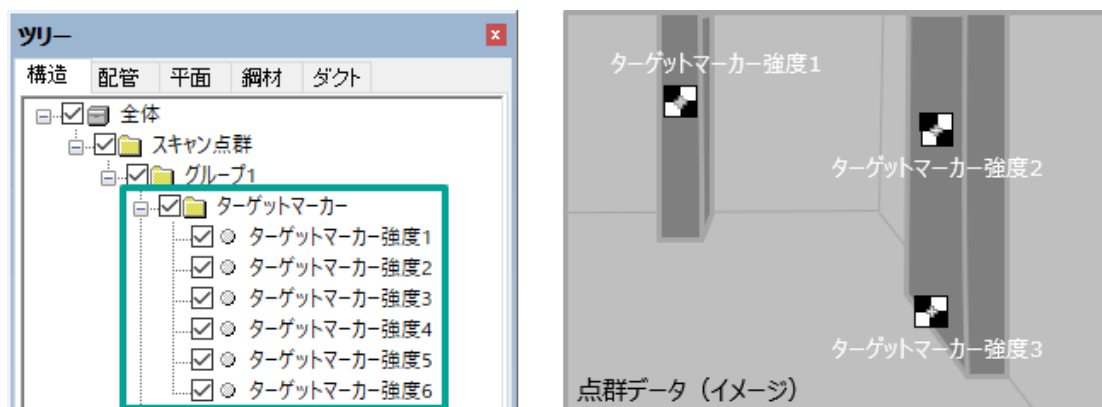 ツリー
構造 配管 平面 鋼材 ダクト
全体
スキャン点群
グループ1
ターゲットマーカー
ターゲットマーカー強度1
ターゲットマーカー強度2
ターゲットマーカー強度3
ターゲットマーカー強度4
ターゲットマーカー強度5
ターゲットマーカー強度6
ターゲットマーカー強度1
ターゲットマーカー強度2
ターゲットマーカー強度3
点群データ（イメージ）